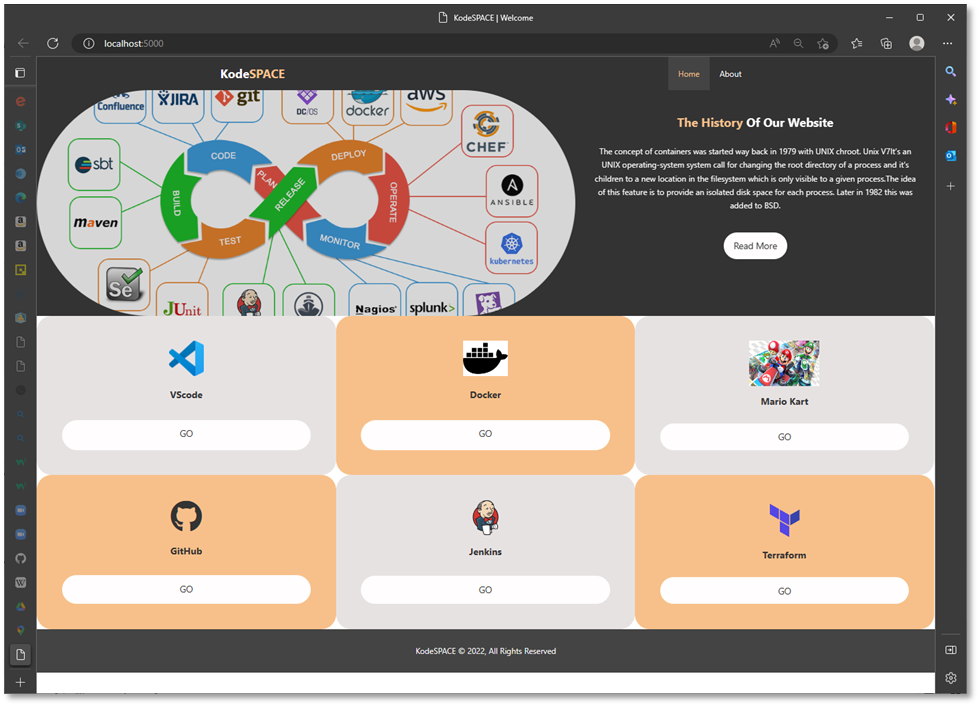 KodeSPACE | Welcome
localhost:5000
KodeSPACE
Home
About
Confluence
JIRA
git
DC/OS
docker
aws
CHEF
sbt
CODE
DEPLOY
PLAN
BUILD
RELEASE
OPERATE
ANSIBLE
maven
TEST
MONITOR
kubernetes
Se
JUnit
Nagios
splunk>
The History Of Our Website
The concept of containers was started way back in 1979 with UNIX chroot. Unix V7It's an
UNIX operating-system system call for changing the root directory of a process and it's
children to a new location in the filesystem which is only visible to a given process.The idea
of this feature is to provide an isolated disk space for each process. Later in 1982 this was
added to BSD.
Read More
VScode
GO
Docker
GO
Mario Kart
GO
GitHub
GO
Jenkins
GO
Terraform
GO
KodeSPACE © 2022, All Rights Reserved